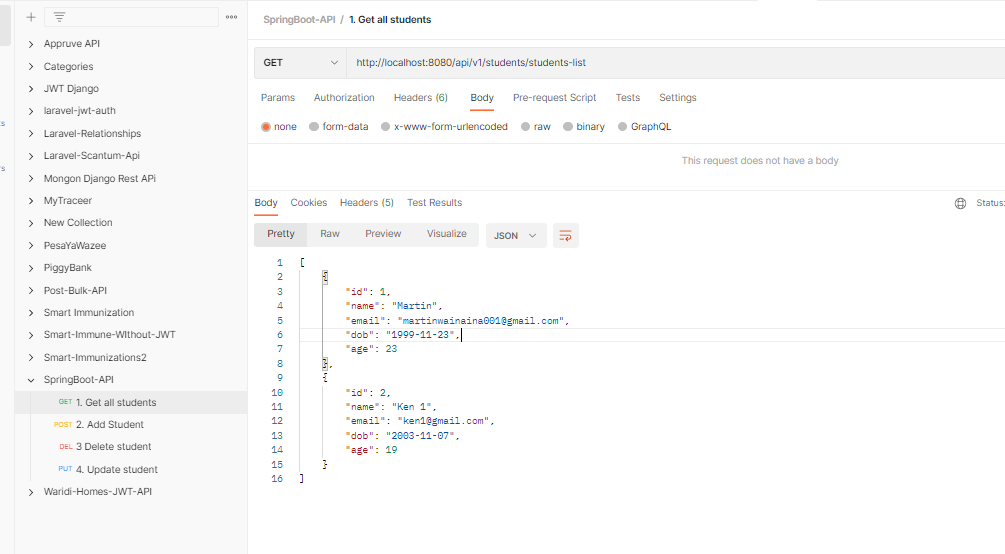 SpringBoot-API / 1. Get all students
Appruve API
Categories
JWT Django
laravel-jwt-auth
Laravel-Relationships
Laravel-Scantum-Api
Mongon Django Rest APi
MyTraceer
New Collection
PesaYaWazee
PiggyBank
Post-Bulk-API
Smart Immunization
Smart-Immune-WIthout-JWT
Smart-Immunizations2
SpringBoot-API
GET 1. Get all students
POST 2. Add Student
DEL 3 Delete student
PUT 4. Update student
Waridi-Homes-JWT-API
GET http://localhost:8080/api/v1/students/students-list
Params Authorization Headers (6) Body Pre-request Script Tests Settings
none form-data x-www-form-urlencoded raw binary GraphQL
This request does not have a body
Body Cookies Headers (5) Test Results Status:
Pretty Raw Preview Visualize JSON
1 [
2 {
3 "id": 1,
4 "name": "Martin",
5 "email": "martinwainaina001@gmail.com",
6 "dob": "1999-11-23",
7 "age": 23
8 },
9 {
10 "id": 2,
11 "name": "Ken 1",
12 "email": "ken1@gmail.com",
13 "dob": "2003-11-07",
14 "age": 19
15 }
16 ]